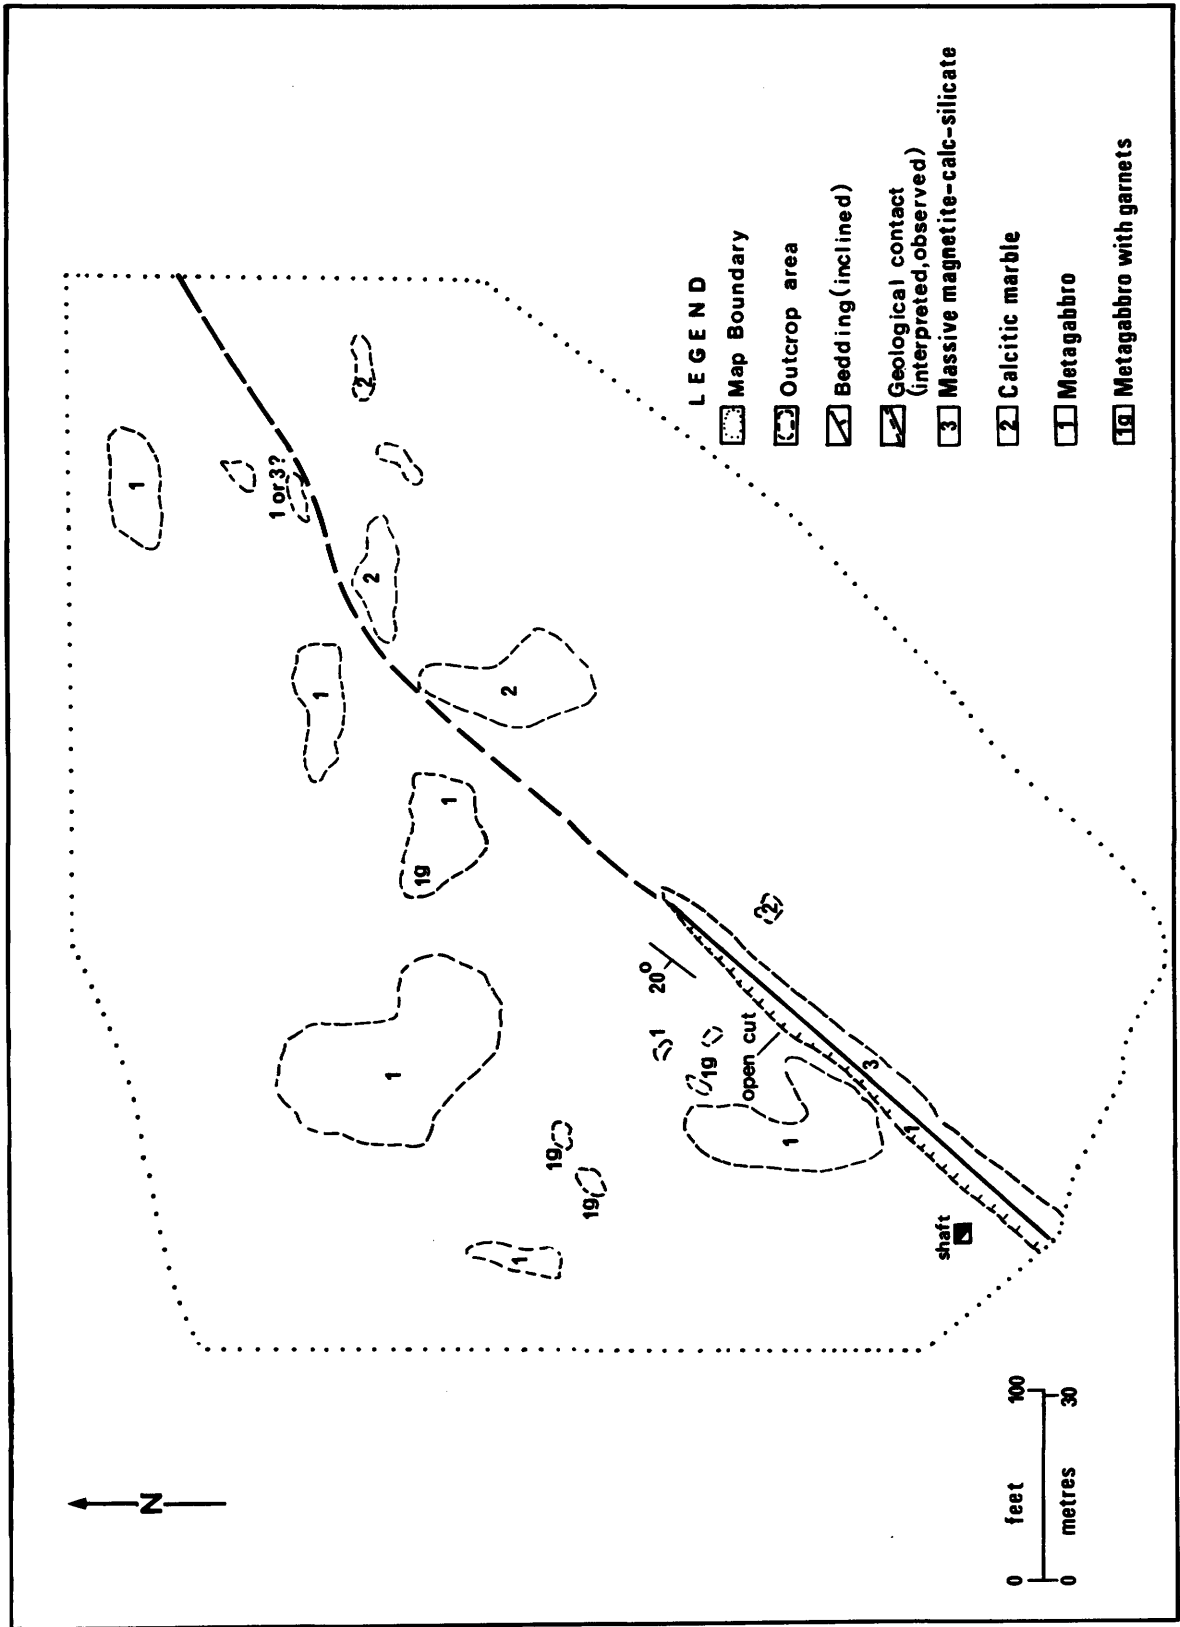 N
1
1 or 3?
2
2
1
2
1
1g
1
2
20°
1
1g
open cut
3
1
1g
1g
1
shaft
0 feet 100
0 metres 30
LEGEND
Map Boundary
Outcrop area
Bedding (inclined)
Geological contact
(interpreted, observed)
3 Massive magnetite-calc-silicate
2 Calcitic marble
1 Metagabbro
1g Metagabbro with garnets